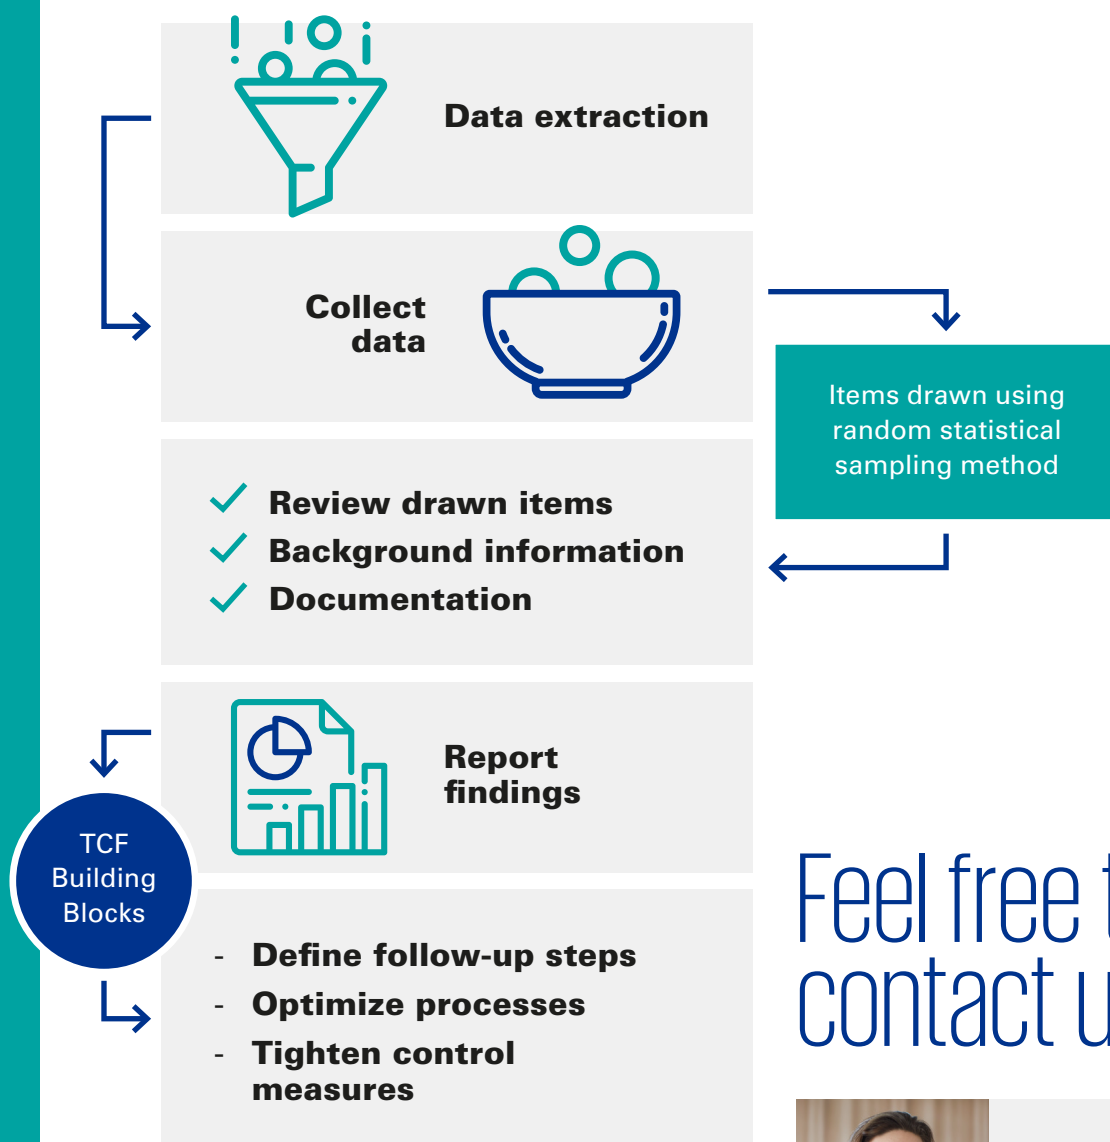 Data extraction
Collect
data
Items drawn using
random statistical
sampling method
Review drawn items
Background information
Documentation
Report
findings
TCF
Building
Blocks
- Define follow-up steps
- Optimize processes
- Tighten control
measures
Feel free
contact